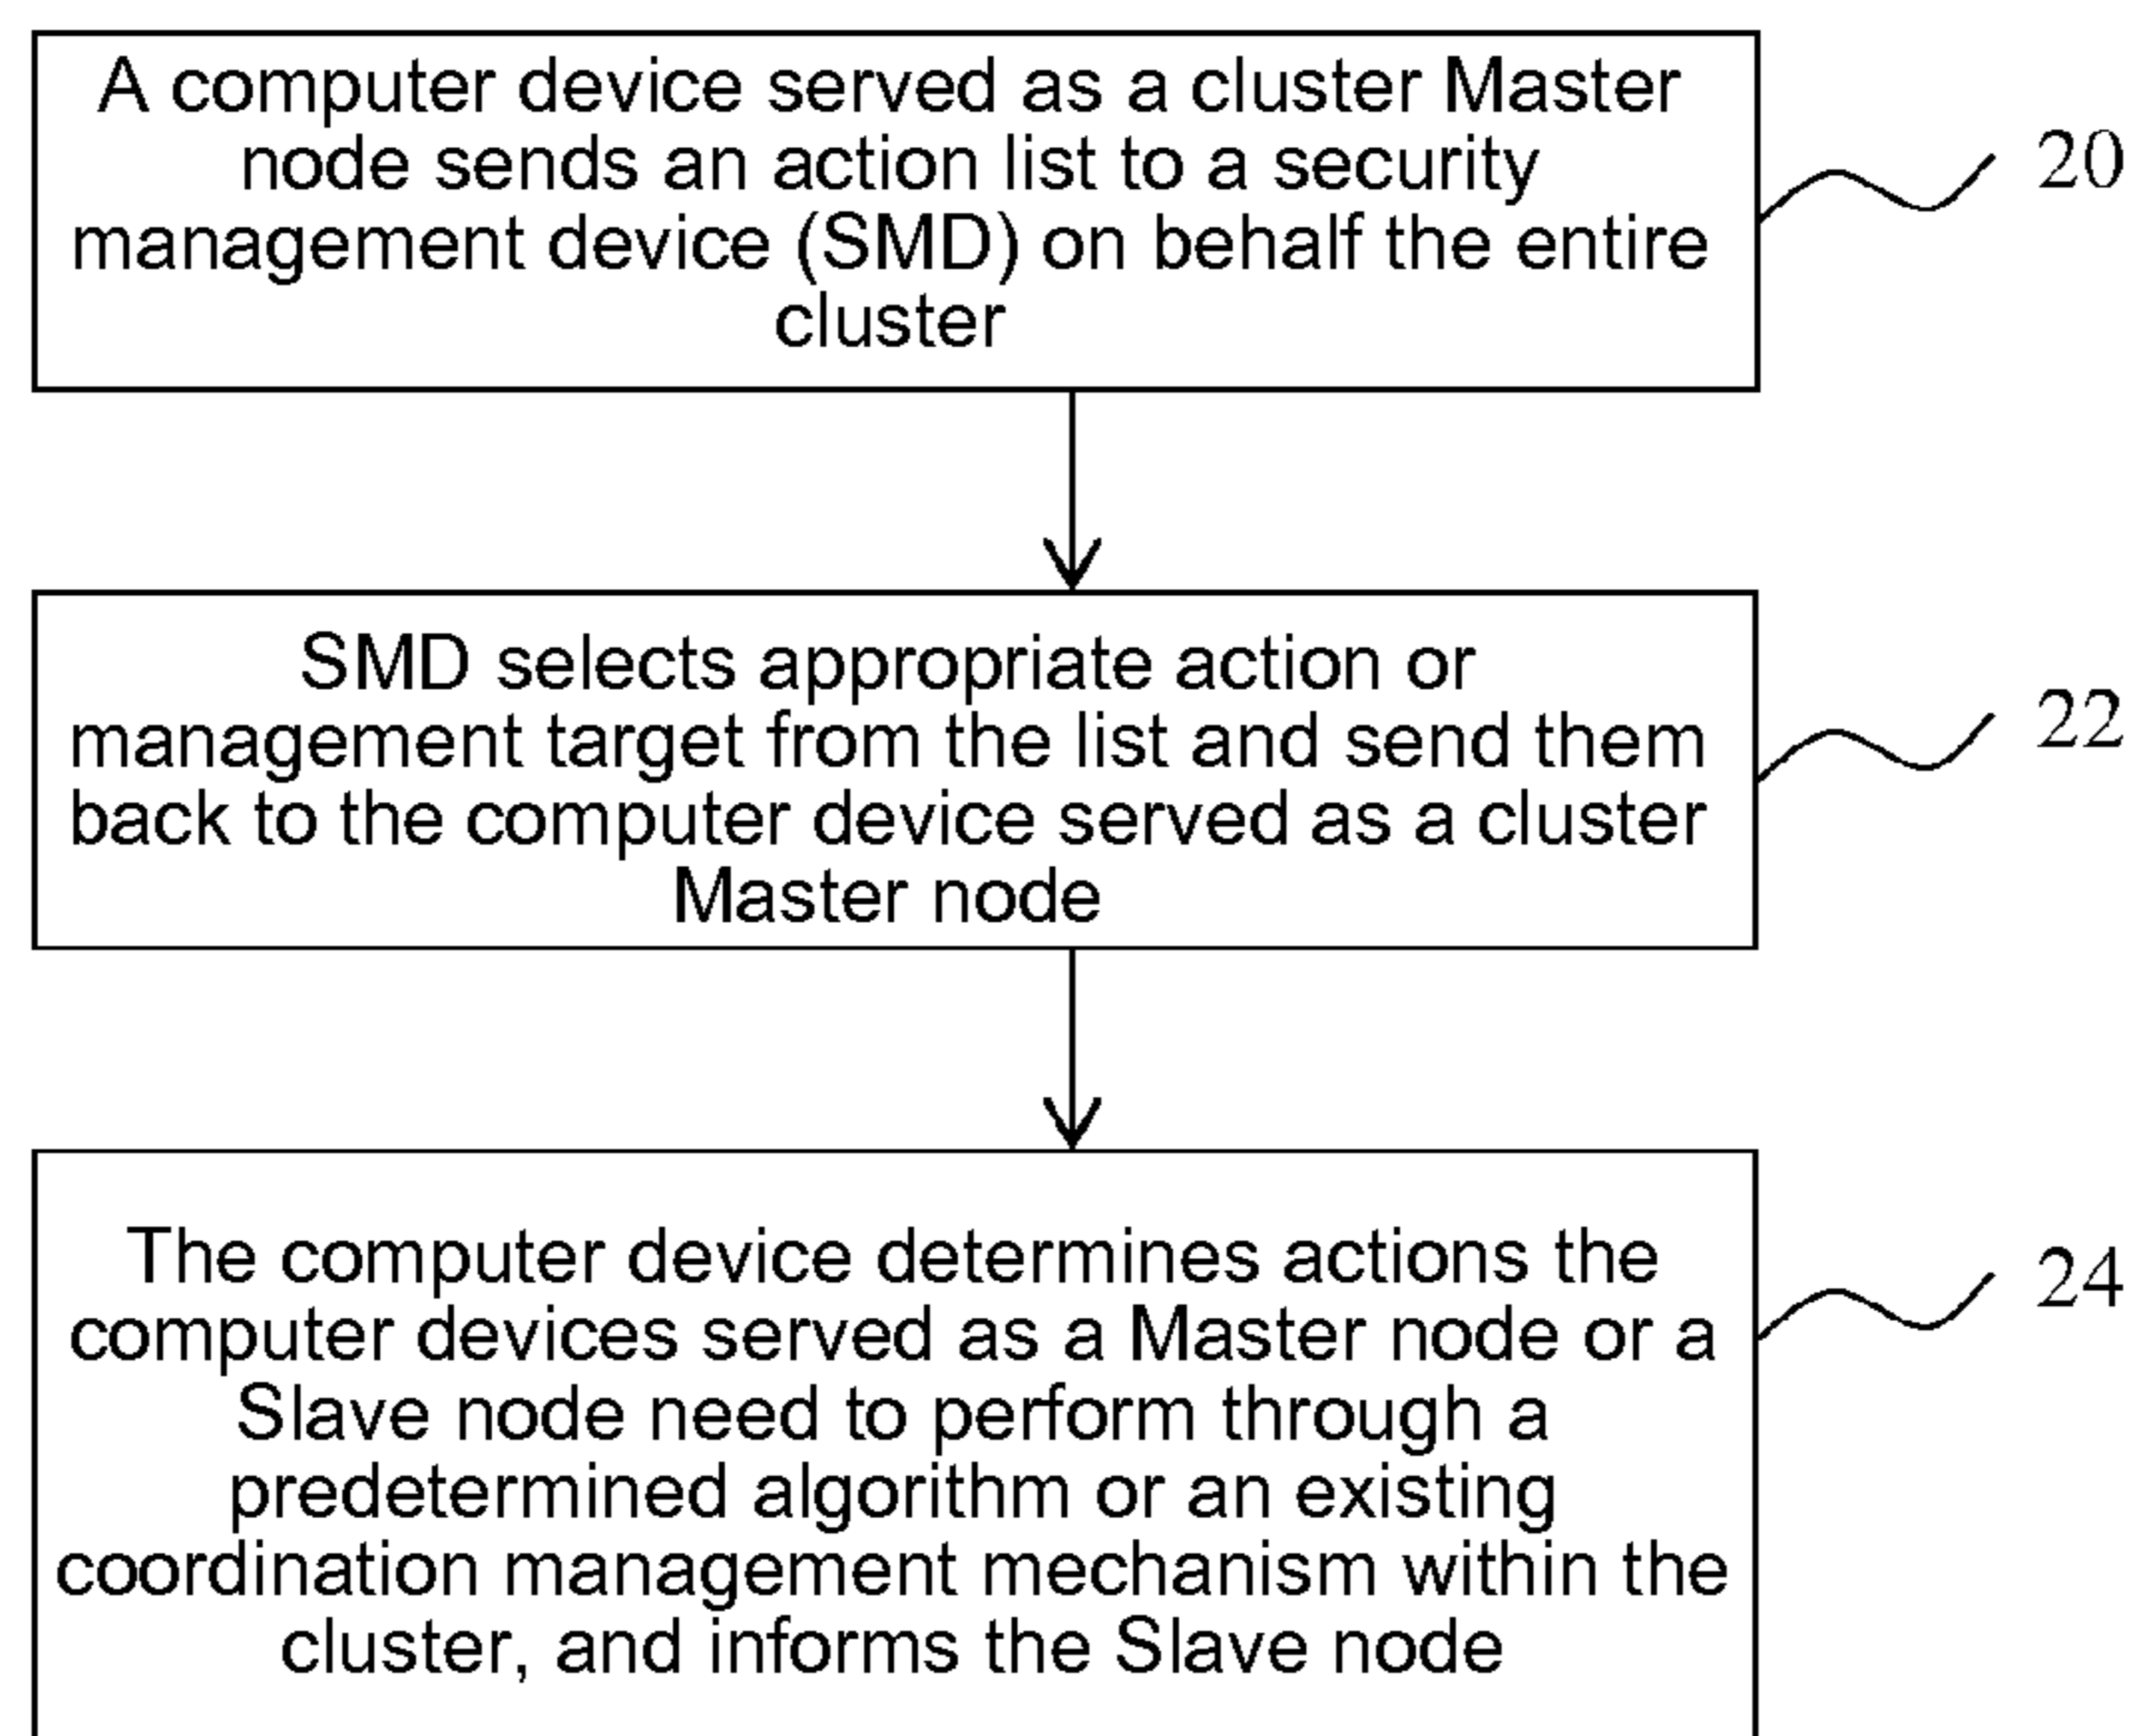 A computer device served as a cluster Master
node sends an action list to a security
management device (SMD) on behalf the entire
cluster
20
SMD selects appropriate action or
management target from the list and send them
back to the computer device served as a cluster
Master node
22
The computer device determines actions the
computer devices served as a Master node or a
Slave node need to perform through a
predetermined algorithm or an existing
coordination management mechanism within the
cluster, and informs the Slave node
24